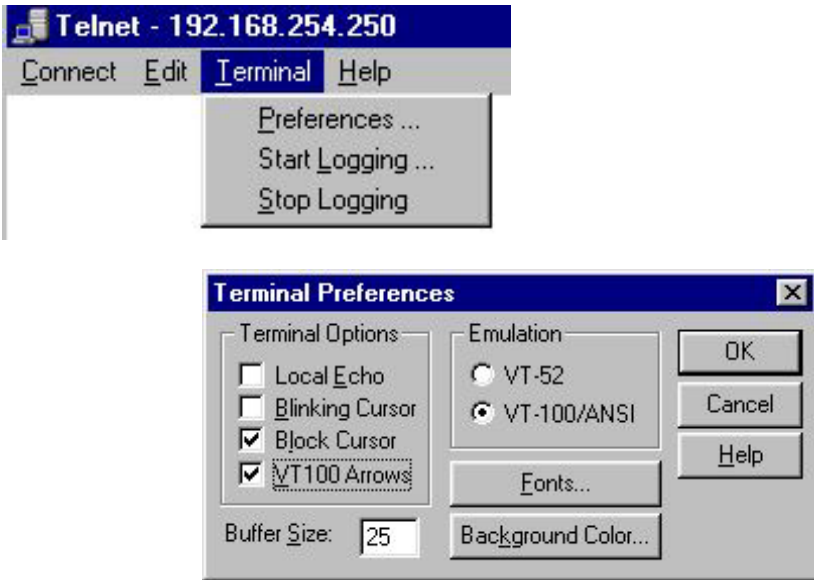 Telnet - 192.168.254.250
Connect Edit Terminal Help
Preferences ...
Start Logging ...
Stop Logging
Terminal Preferences
Terminal Options
Local Echo
Blinking Cursor
Block Cursor
VT100 Arrows
Buffer Size: 25
Emulation
VT-52
VT-100/ANSI
Fonts...
Background Color...
OK
Cancel
Help